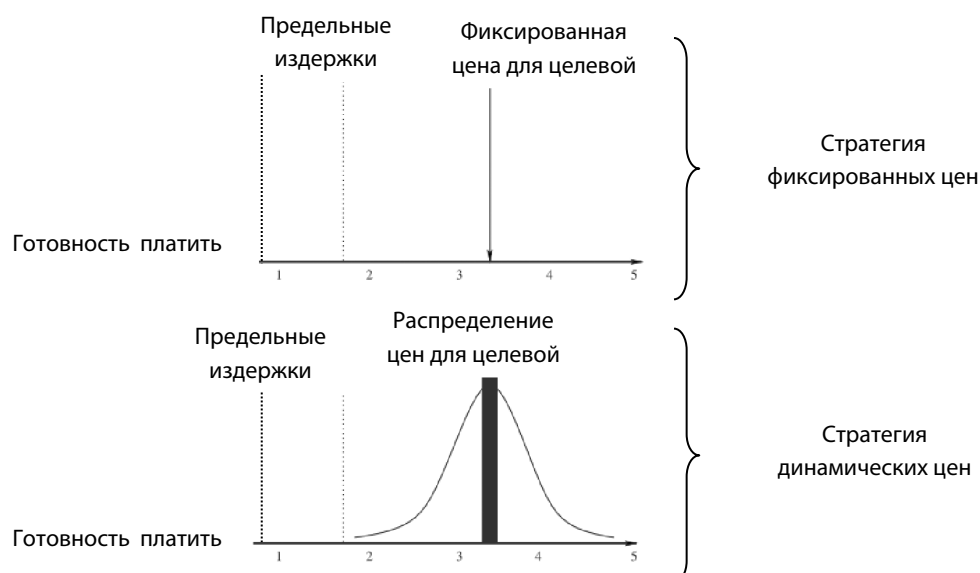 Предельные
издержки
Фиксированная
цена для целевой
Стратегия
фиксированных цен
Готовность платить
1 2 3 4 5
Предельные
издержки
Распределение
цен для целевой
Стратегия
динамических цен
Готовность платить
1 2 3 4 5